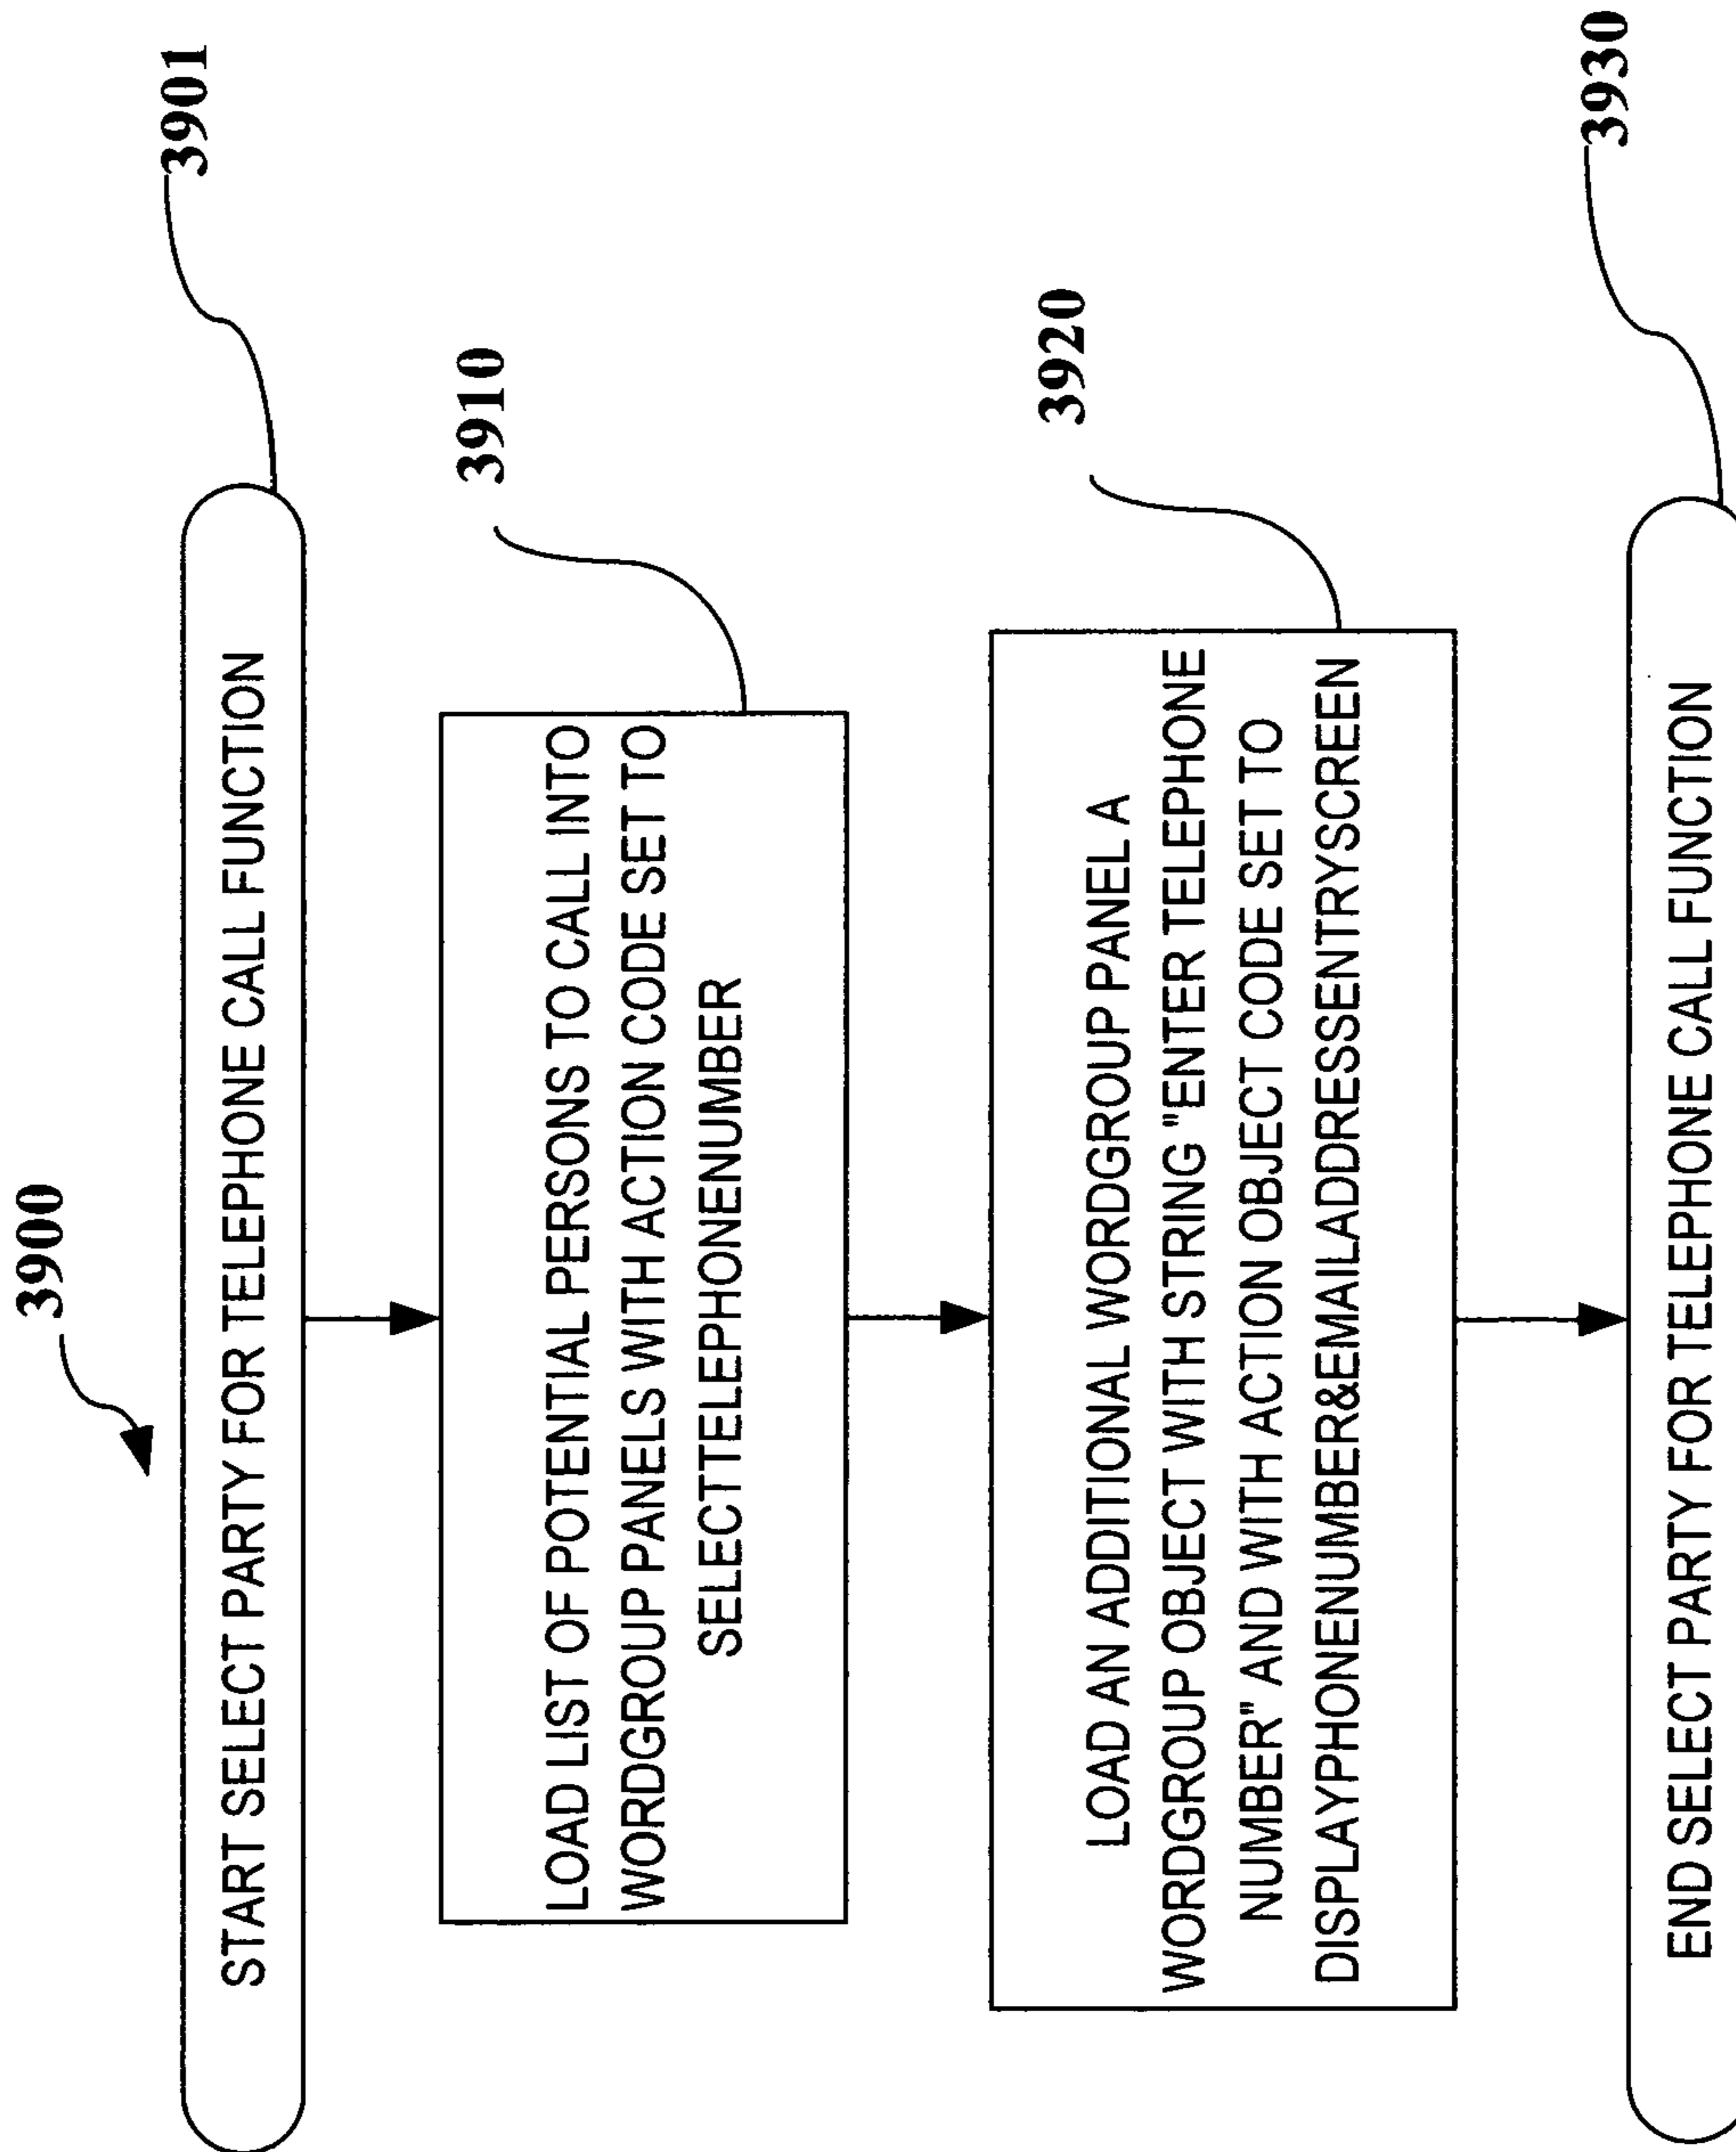 3900
START SELECT PARTY FOR TELEPHONE CALL FUNCTION
3901
LOAD LIST OF POTENTIAL PERSONS TO CALL INTO
WORDGROUP PANELS WITH ACTION CODE SET TO
SELECTTELEPHONENUMBER
3910
LOAD AN ADDITIONAL WORDGROUP PANEL A
WORDGROUP OBJECT WITH STRING "ENTER TELEPHONE
NUMBER" AND WITH ACTION OBJECT CODE SET TO
DISPLAYPHONENUMBER&EMAILADDRESSENTRYSCREEN
3920
END SELECT PARTY FOR TELEPHONE CALL FUNCTION
3930